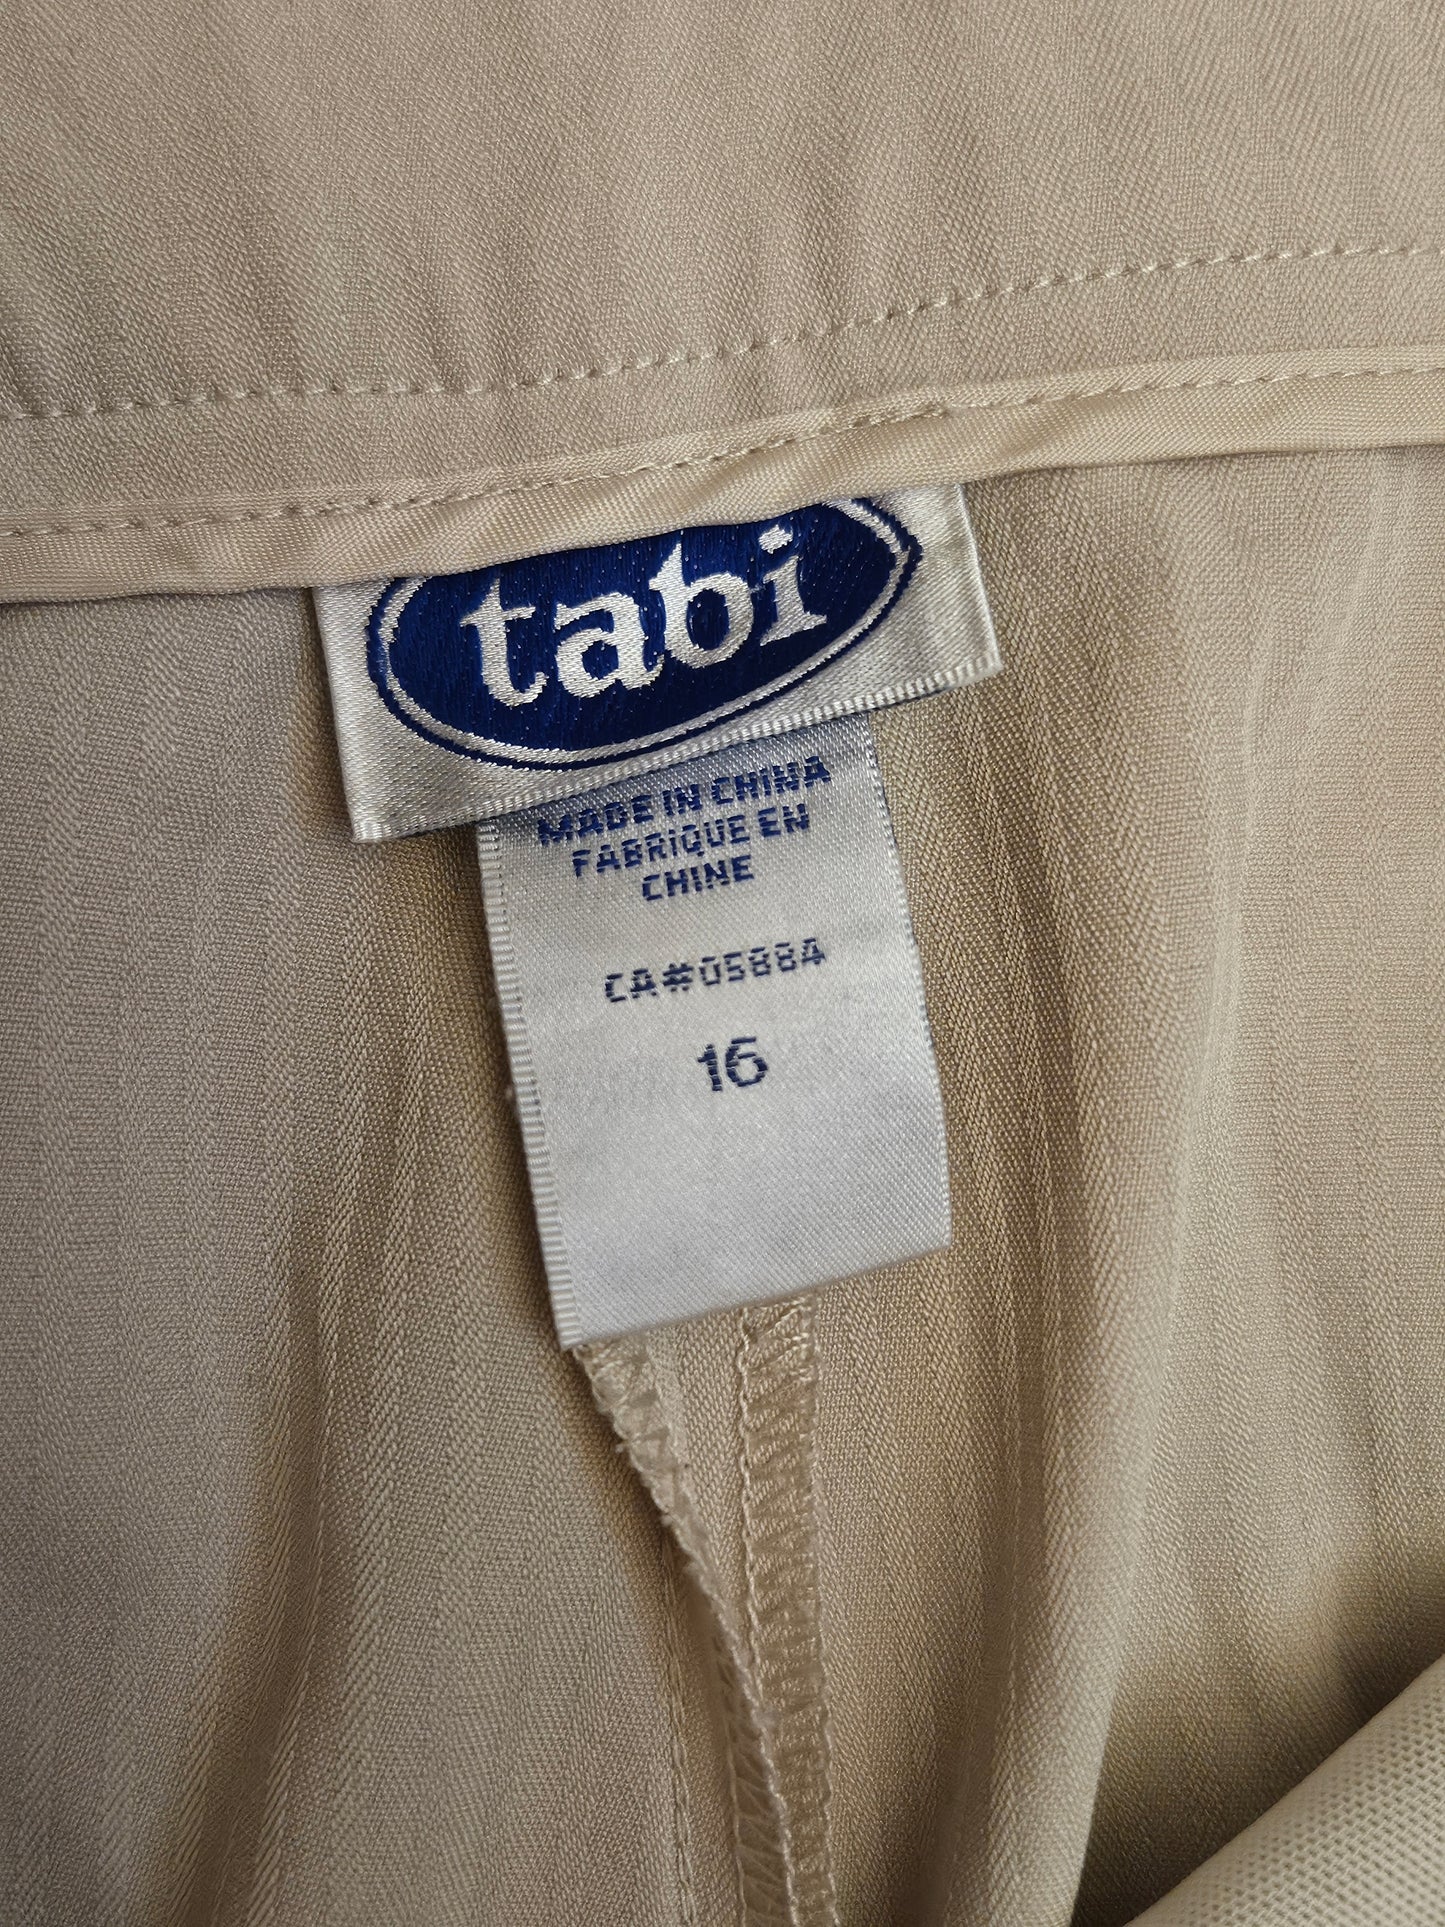 tabi
MADE IN CHINA
FABRIQUE EN
CHINE
CA#05884
16